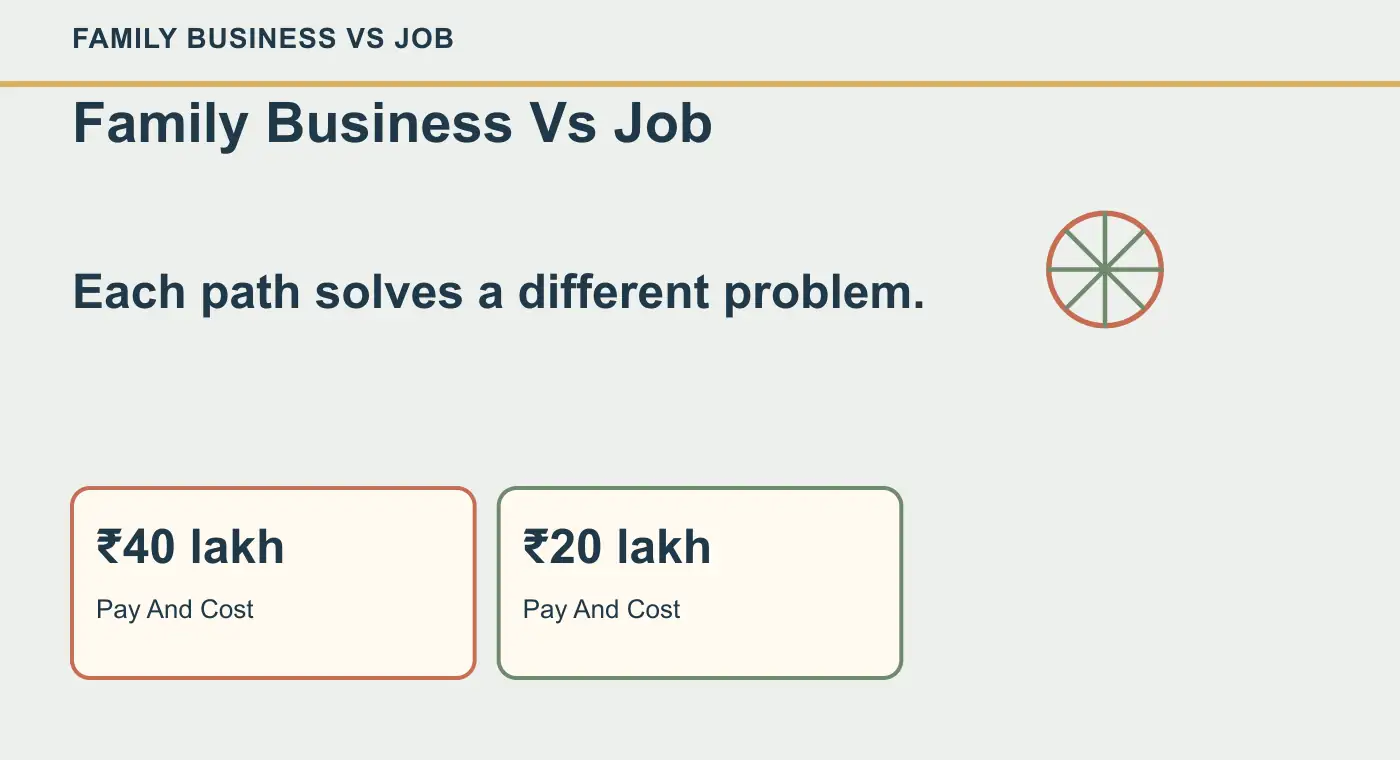 FAMILY BUSINESS VS JOB
Family Business Vs Job
Each path solves a different problem.
₹40 lakh
Pay And Cost
₹20 lakh
Pay And Cost